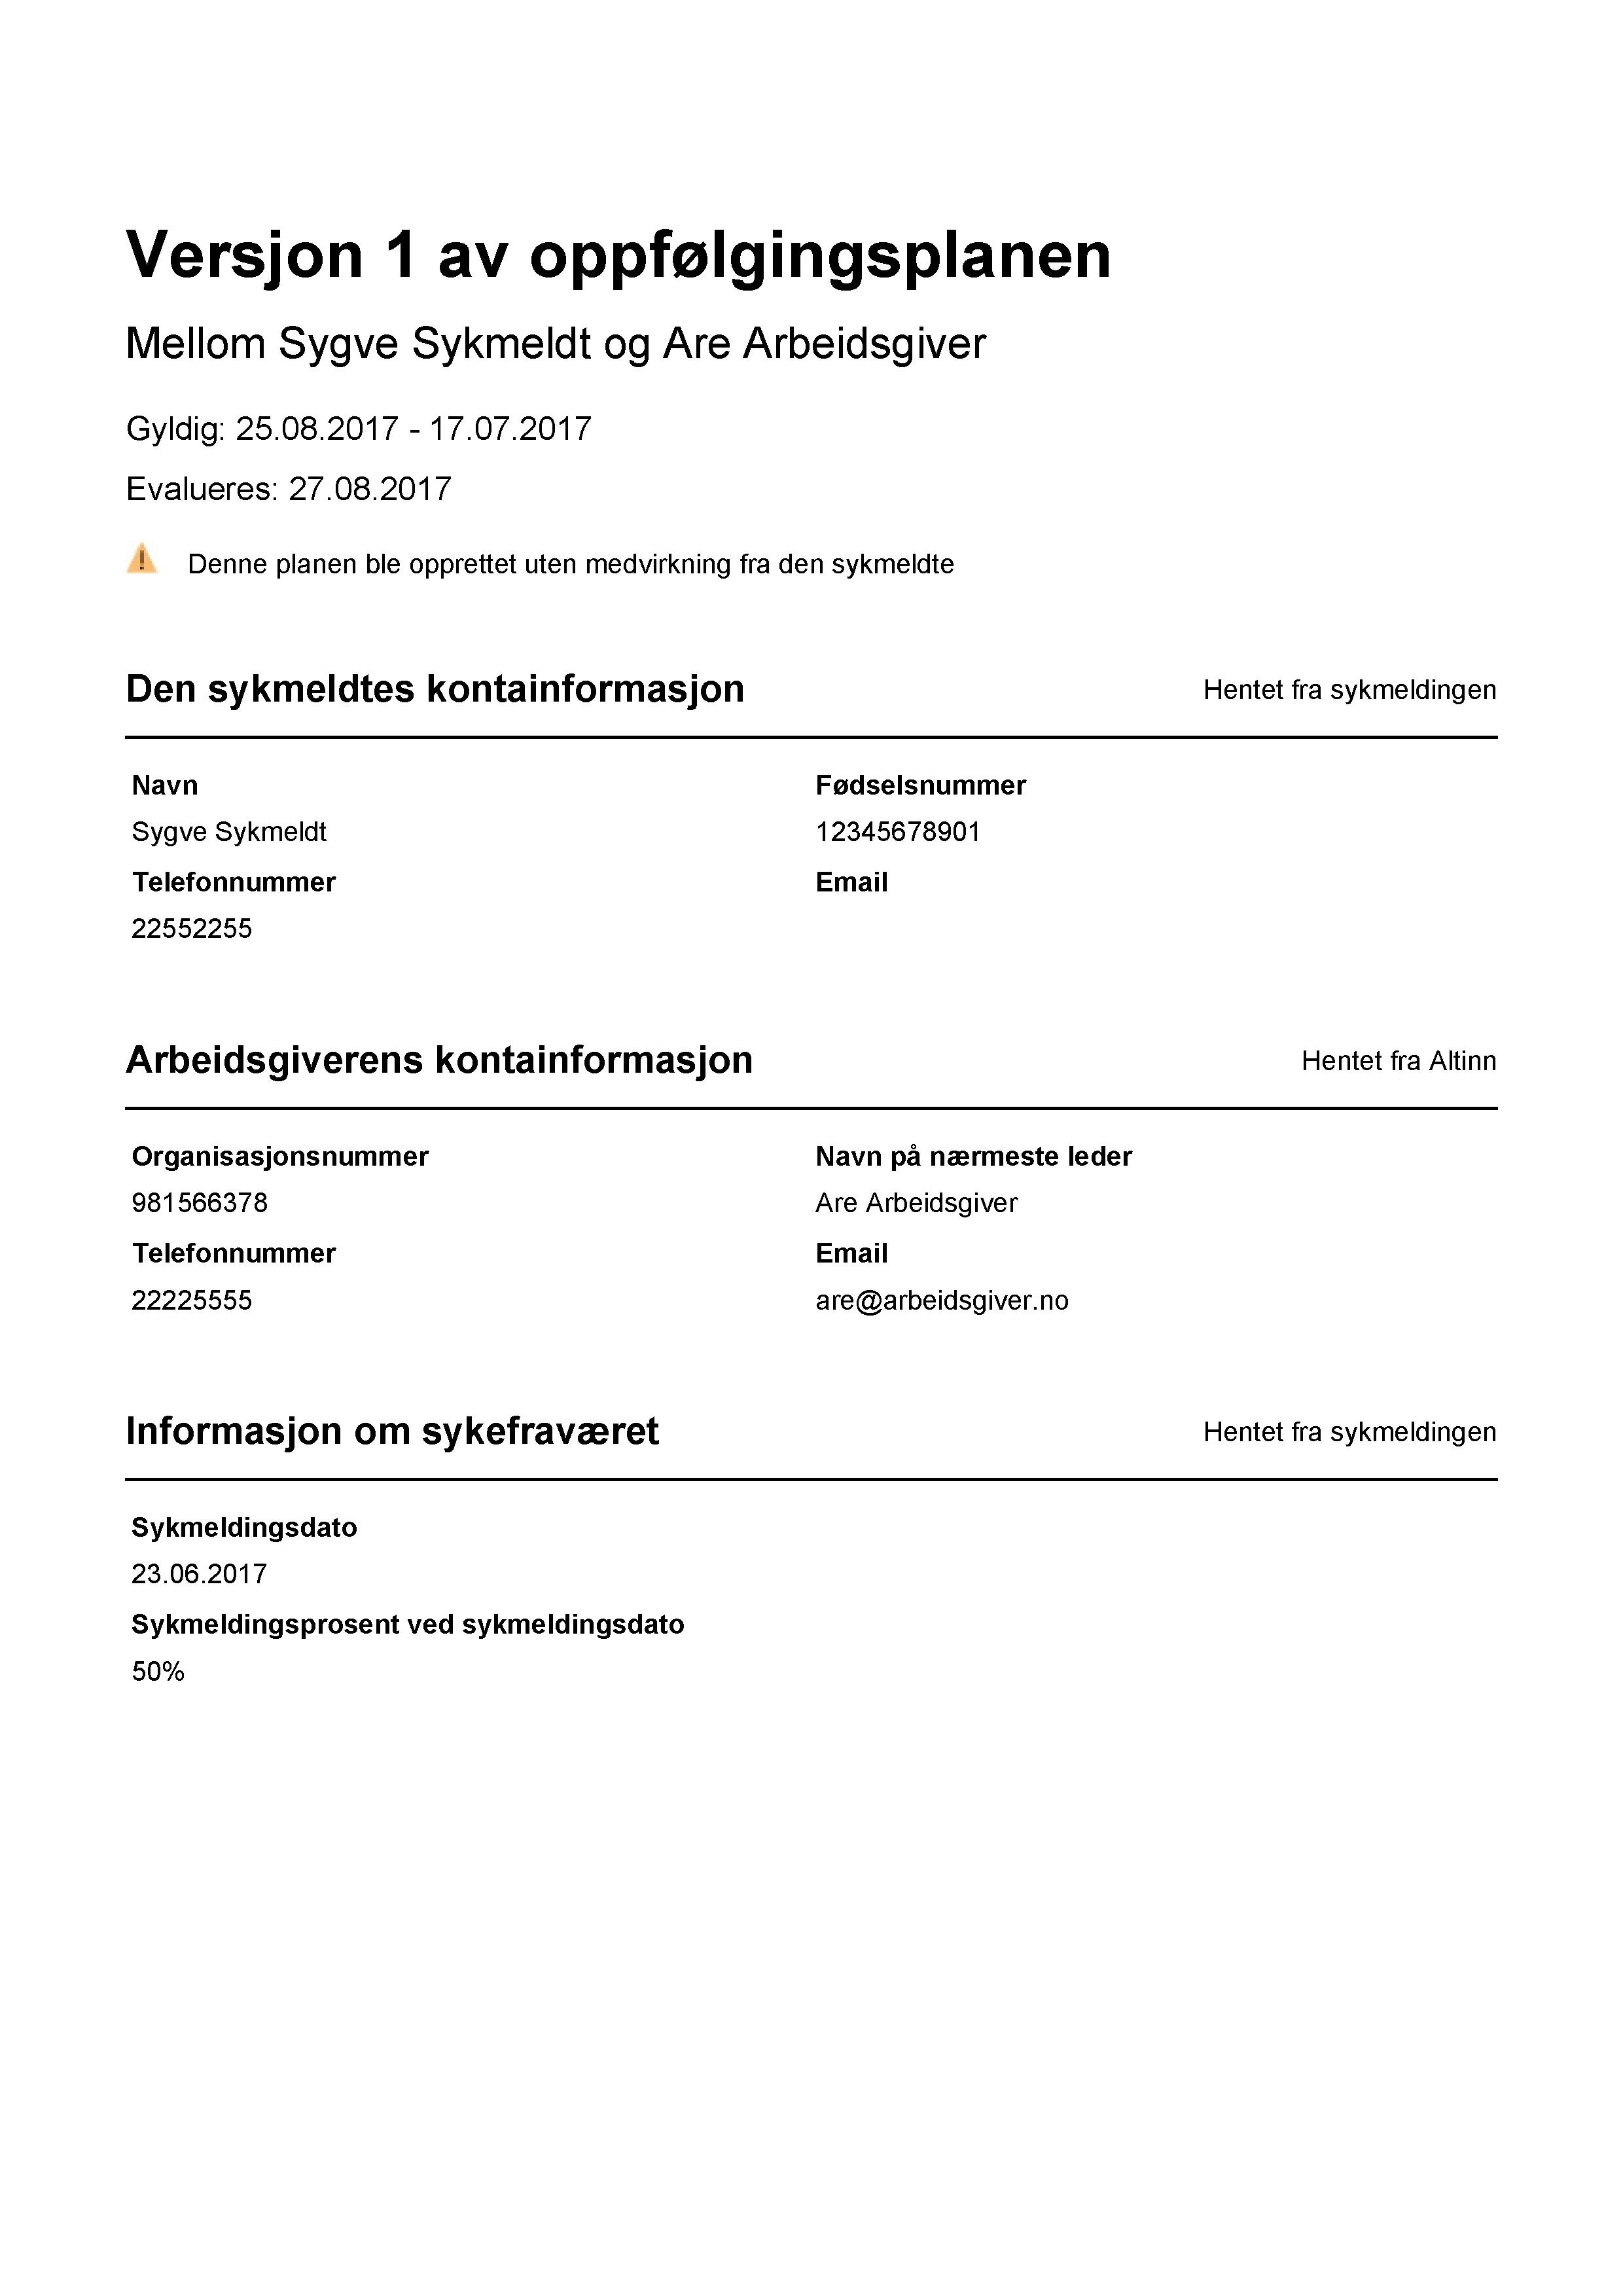 Versjon 1 av oppfølgingsplanen
Mellom Sygve Sykmeldt og Are Arbeidsgiver
Gyldig: 25.08.2017 - 17.07.2017
Evalueres: 27.08.2017
Denne planen ble opprettet uten medvirkning fra den sykmeldte
Den sykmeldtes kontainformasjon Hentet fra sykmeldingen
Navn Fødselsnummer
Sygve Sykmeldt 12345678901
Telefonnummer Email
22552255
Arbeidsgiverens kontainformasjon Hentet fra Altinn
Organisasjonsnummer Navn på nærmeste leder
981566378 Are Arbeidsgiver
Telefonnummer Email
22225555 are@arbeidsgiver.no
Informasjon om sykefraværet Hentet fra sykmeldingen
Sykmeldingsdato
23.06.2017
Sykmeldingsprosent ved sykmeldingsdato
50%